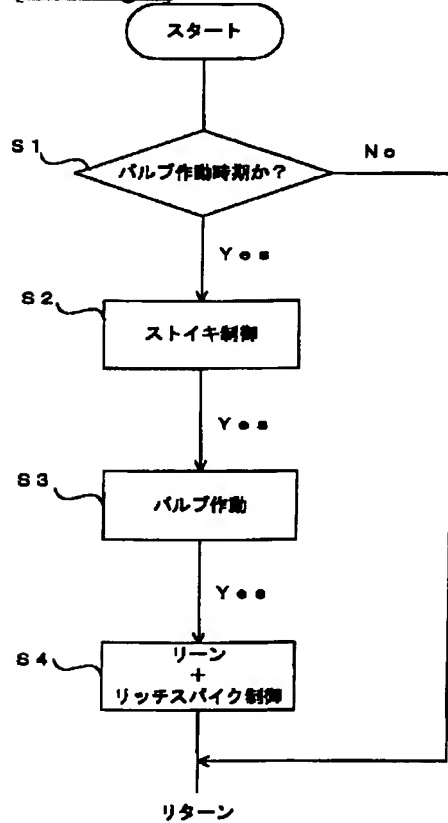 スタート
S1
バルブ作動時期か?
No
Yes
S2
ストイキ制御
Yes
S3
バルブ作動
Yes
S4
リーン
+
リッチスパイク制御
リターン